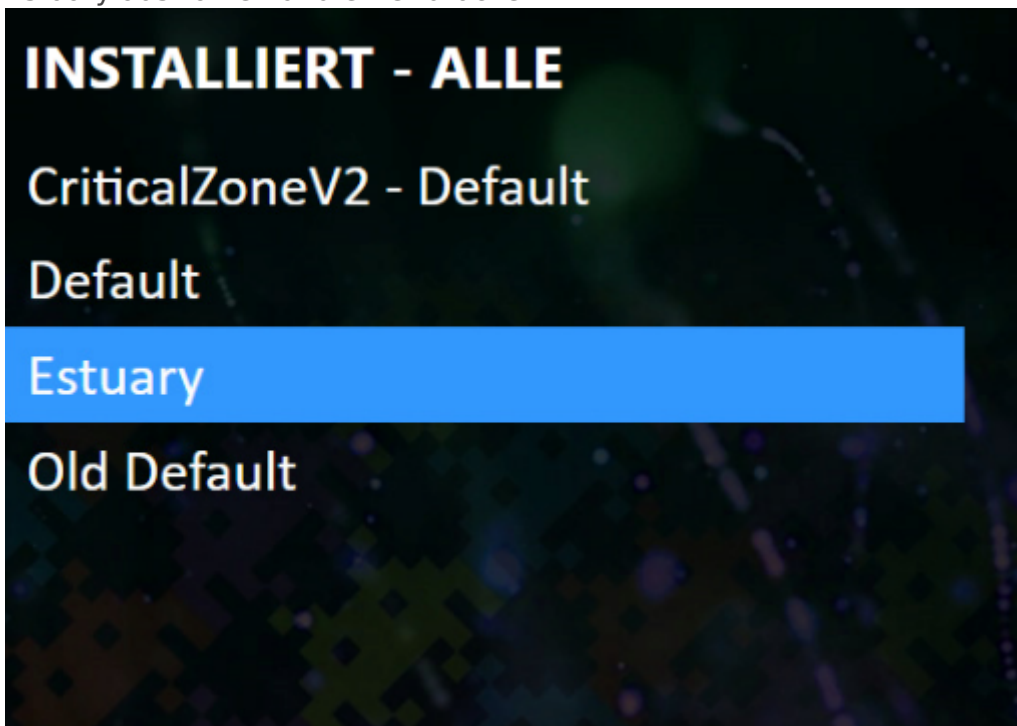 INSTALLIERT - ALLE
CriticalZoneV2 - Default
Default
Estuary
Old Default